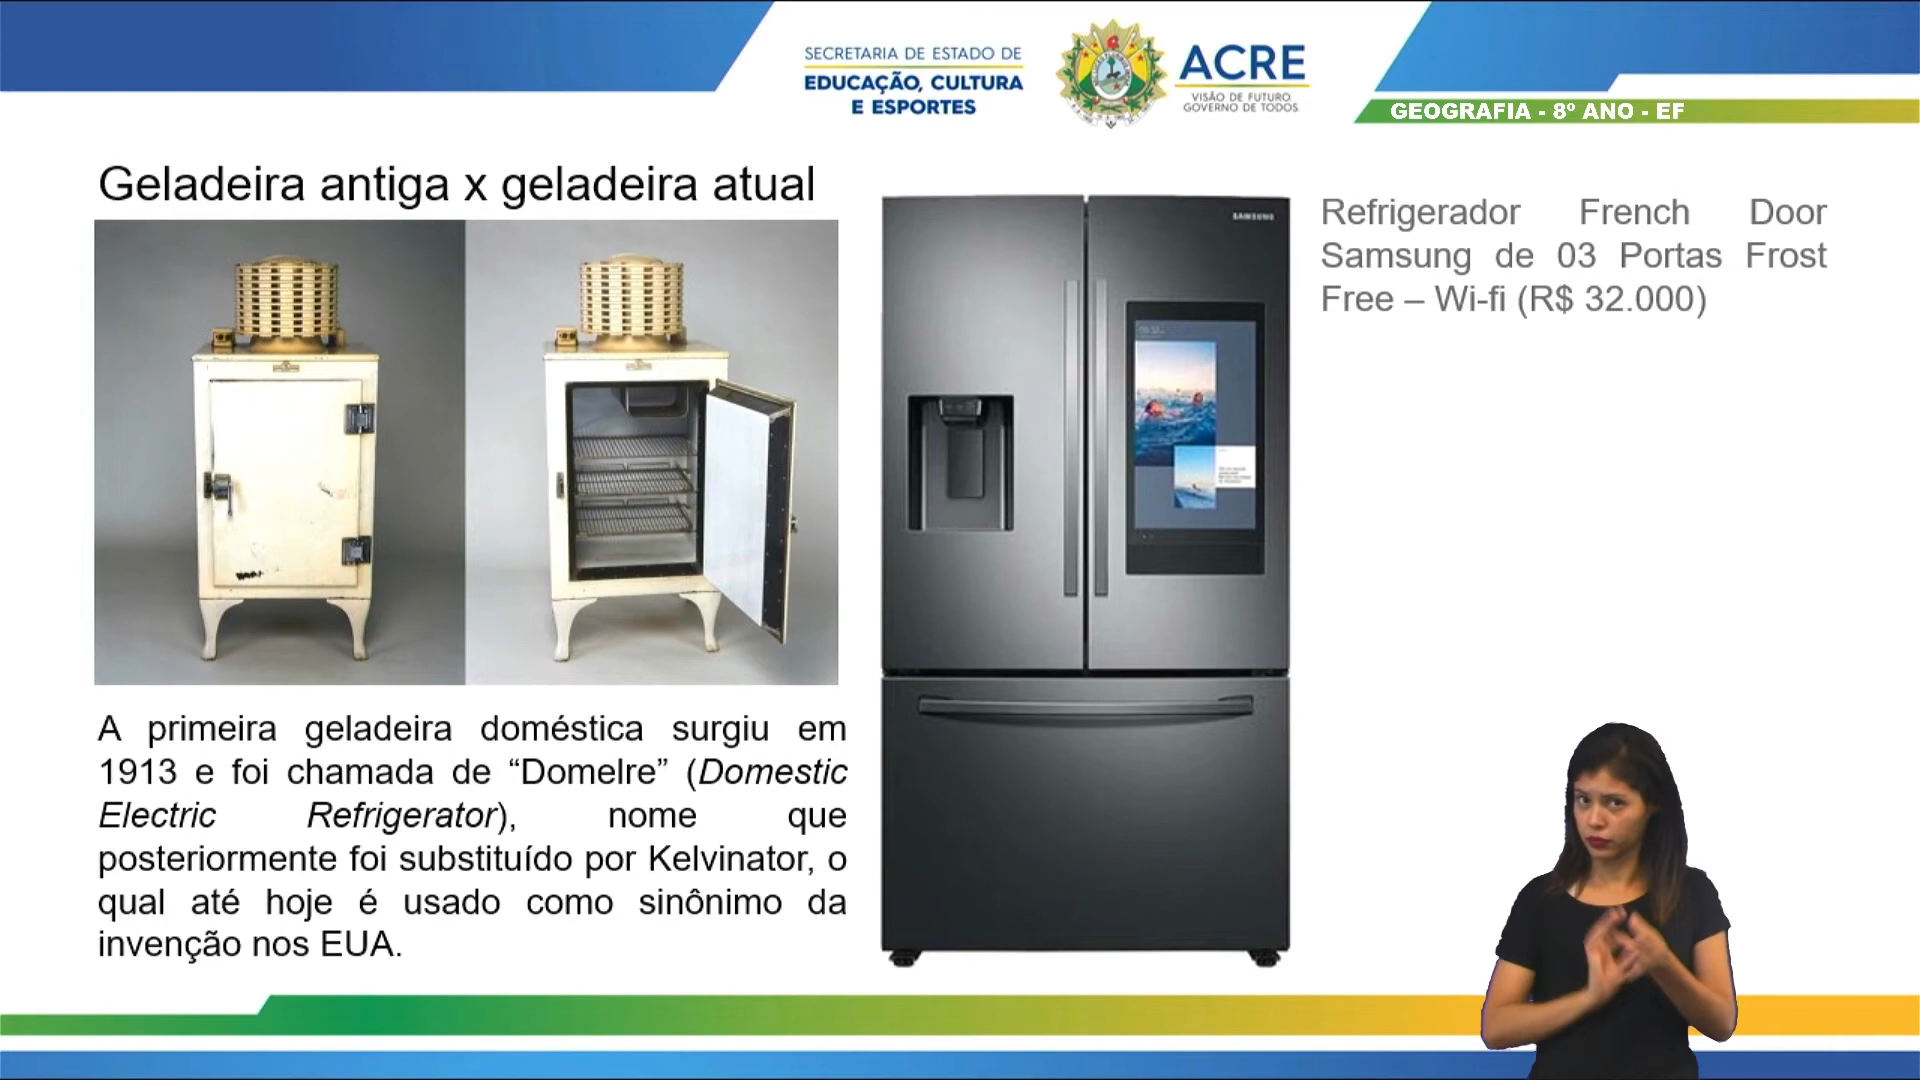 SECRETARIA DE ESTADO DE
EDUCAÇÃO, CULTURA
E ESPORTES
ACRE
VISÃO DE FUTURO.
GOVERNO DE TODOS.
GEOGRAFIA - 8º ANO - EF
Geladeira antiga x geladeira atual
SAMSUNG
Refrigerador French Door
Samsung de 03 Portas Frost
Free – Wi-fi (R$ 32.000)
A primeira geladeira doméstica surgiu em
1913 e foi chamada de “Domelre” (Domestic
Electric Refrigerator), nome que
posteriormente foi substituído por Kelvinator, o
qual até hoje é usado como sinônimo da
invenção nos EUA.